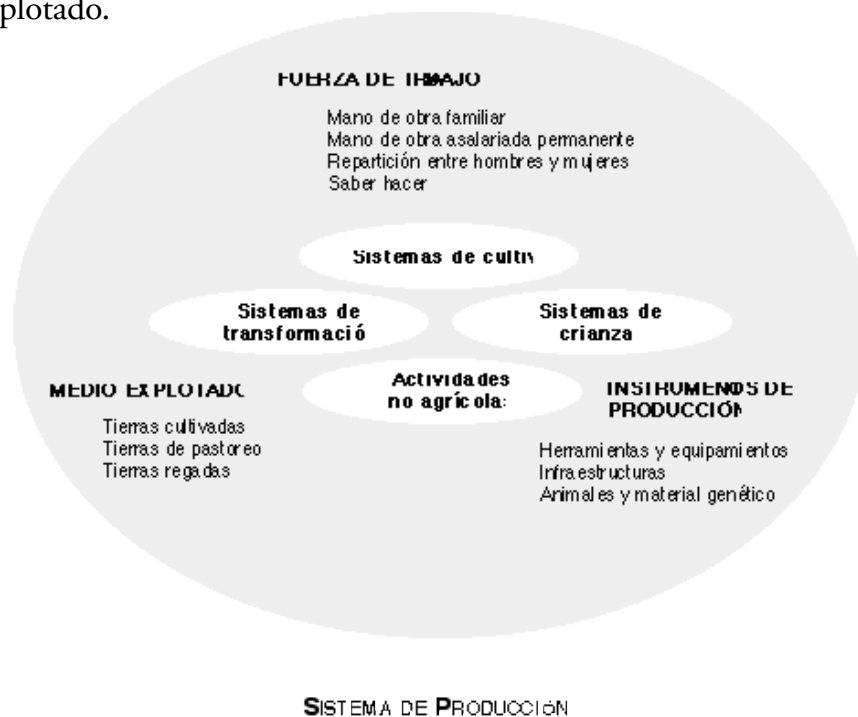 plotado.
FUERZA DE TRABAJO
Mano de obra familiar
Mano de obra asalariada permanente
Repartición entre hombres y mujeres
Saber hacer
Sistemas de cultiv
Sistemas de
transformació
Sistemas de
crianza
Actividades
no agrícola:
MEDIO EXPLOTADO
Tierras cultivadas
Tierras de pastoreo
Tierras regadas
INSTRUMENTOS DE
PRODUCCIÓN
Herramientas y equipamientos
Infraestructuras
Animales y material genético
SISTEMA DE PRODUCCIÓN